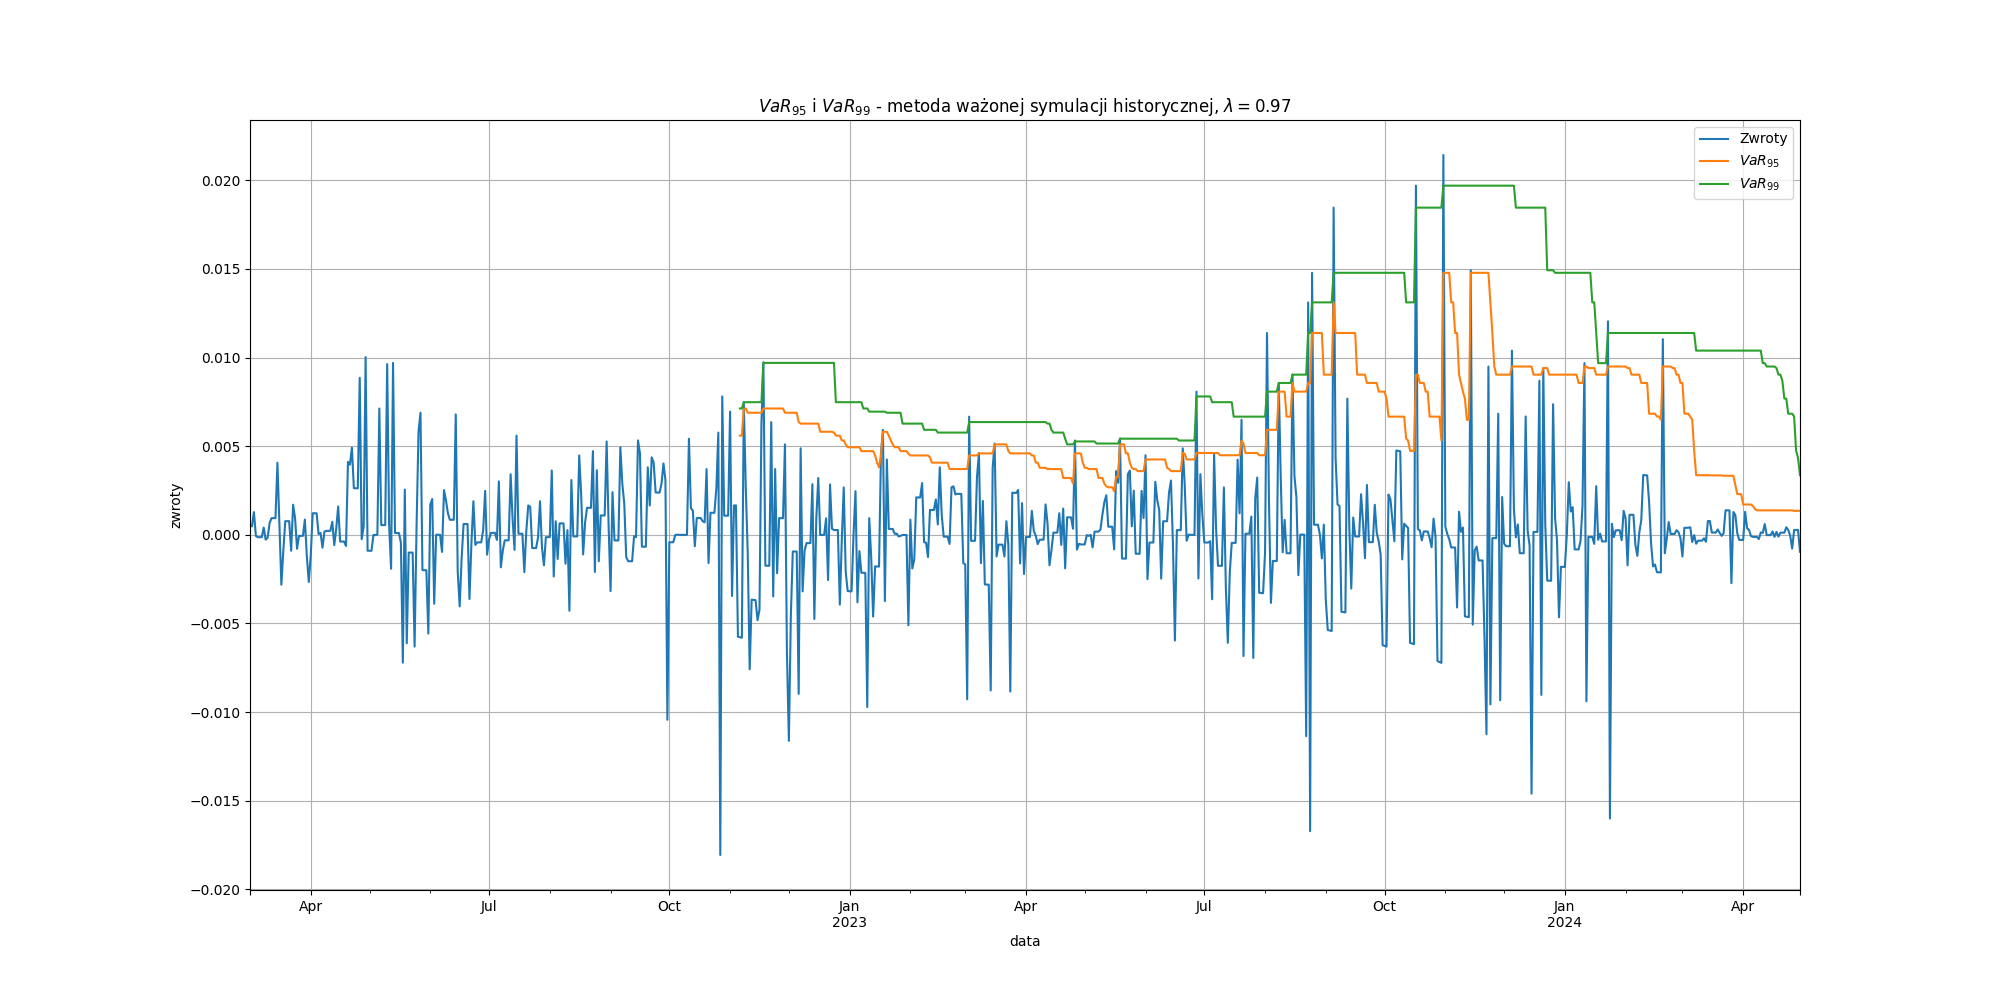 VaR₉₅ i VaR₉₉ - metoda ważonej symulacji historycznej, λ = 0.97
Zwroty
VaR₉₅
VaR₉₉
0.020
0.015
0.010
0.005
0.000
−0.005
−0.010
−0.015
−0.020
zwroty
Apr Jul Oct Jan Apr Jul Oct Jan Apr
2023 2024
data